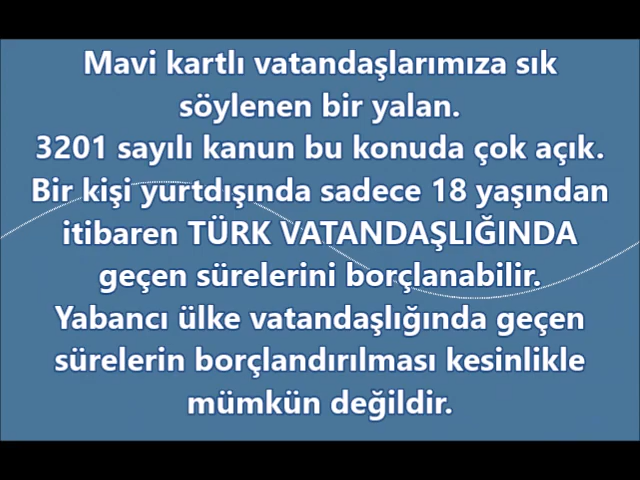 Mavi kartlı vatandaşlarımıza sık
söylenen bir yalan.
3201 sayılı kanun bu konuda çok açık.
Bir kişi yurtdışında sadece 18 yaşından
itibaren TÜRK VATANDAŞLIĞINDA
geçen sürelerini borçlanabilir.
Yabancı ülke vatandaşlığında geçen
sürelerin borçlandırılması kesinlikle
mümkün değildir.